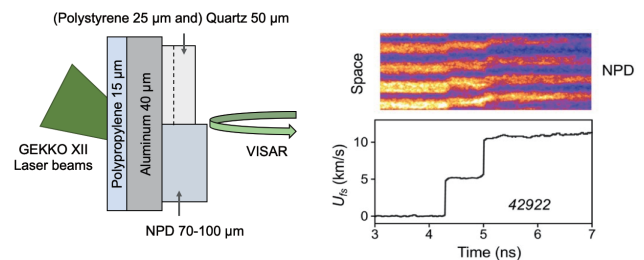 (Polystyrene 25 μm and) Quartz 50 μm
Polypropylene 15 μm
Aluminum 40 μm
GEKKO XII
Laser beams
VISAR
NPD 70-100 μm
Space
NPD
Ufs (km/s)
10
5
0
42922
3
4
5
6
7
Time (ns)